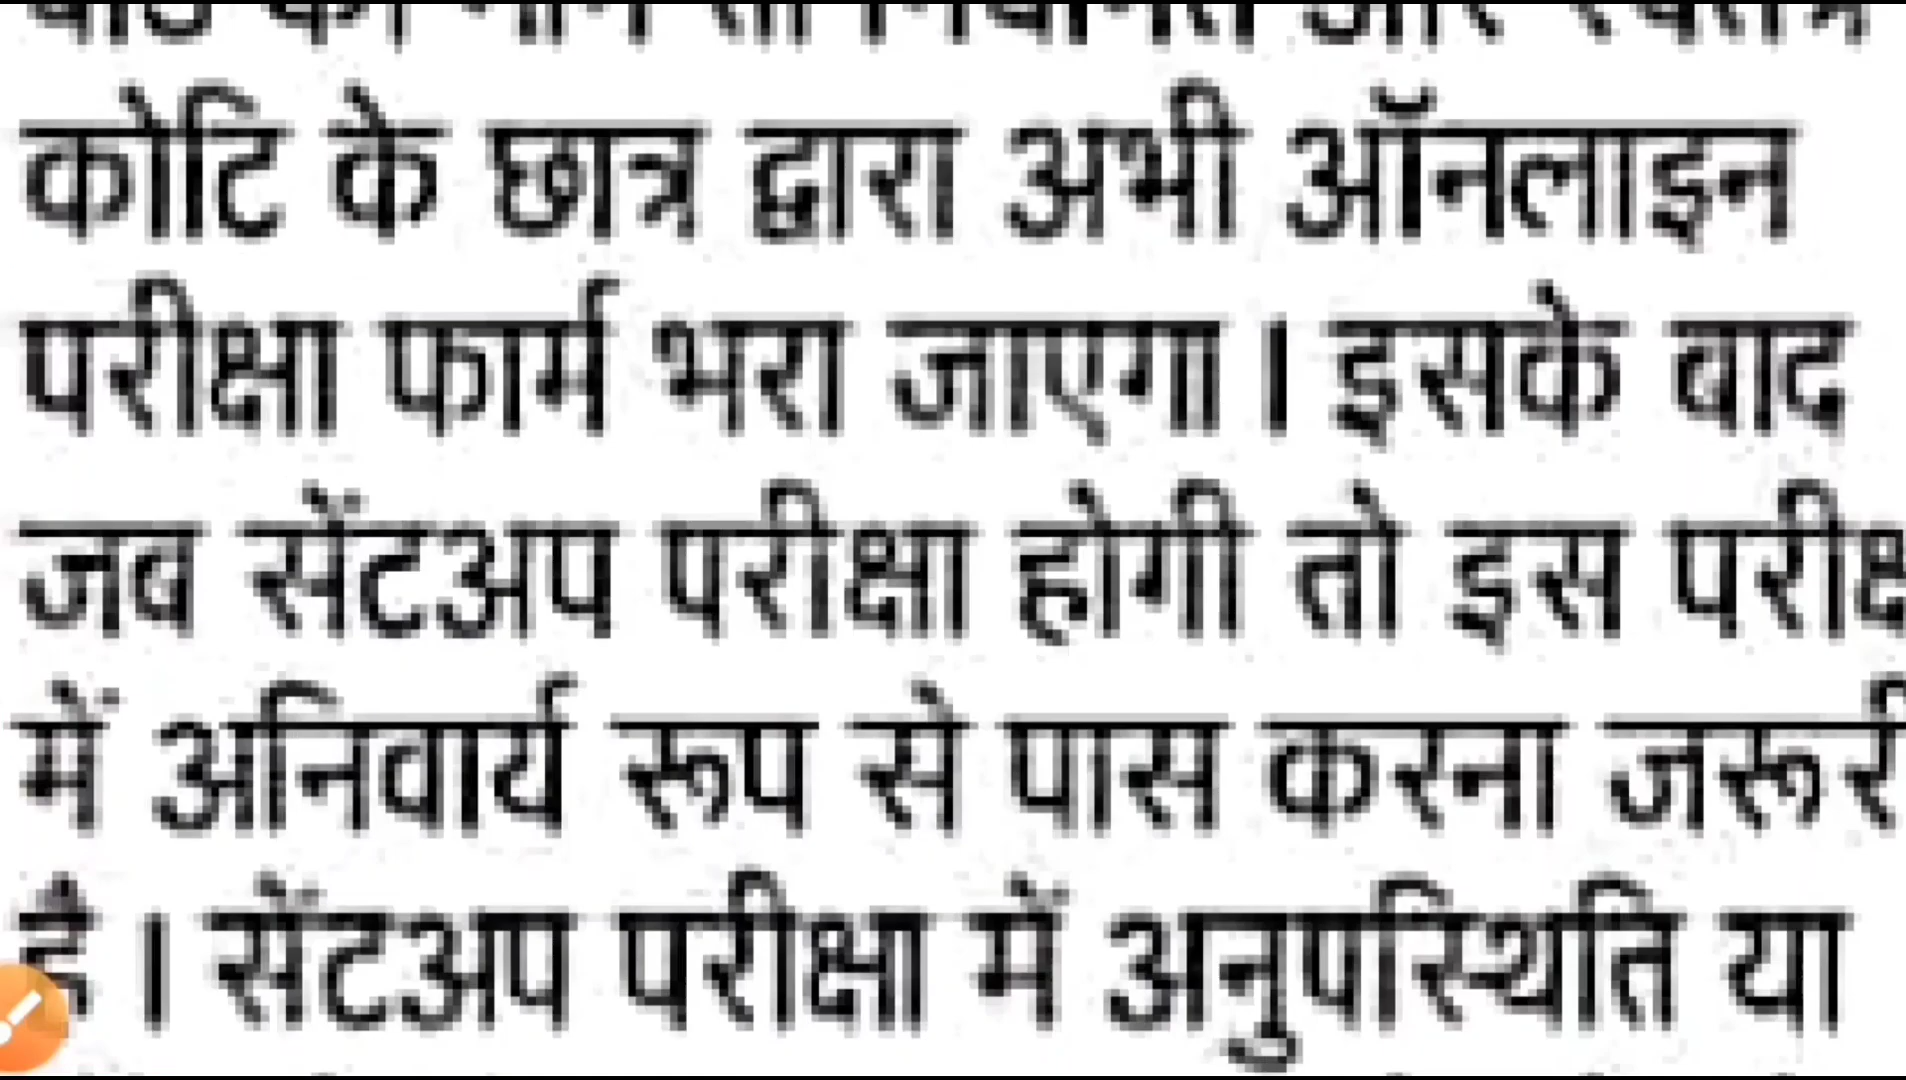 कोटि के छात्र द्वारा अभी ऑनलाइन
परीक्षा फार्म भरा जाएगा । इसके बाद
जब सेंटअप परीक्षा होगी तो इस
में अनिवार्य रूप से पास करना
है । सेंटअप परीक्षा में अनुपस्थिति या